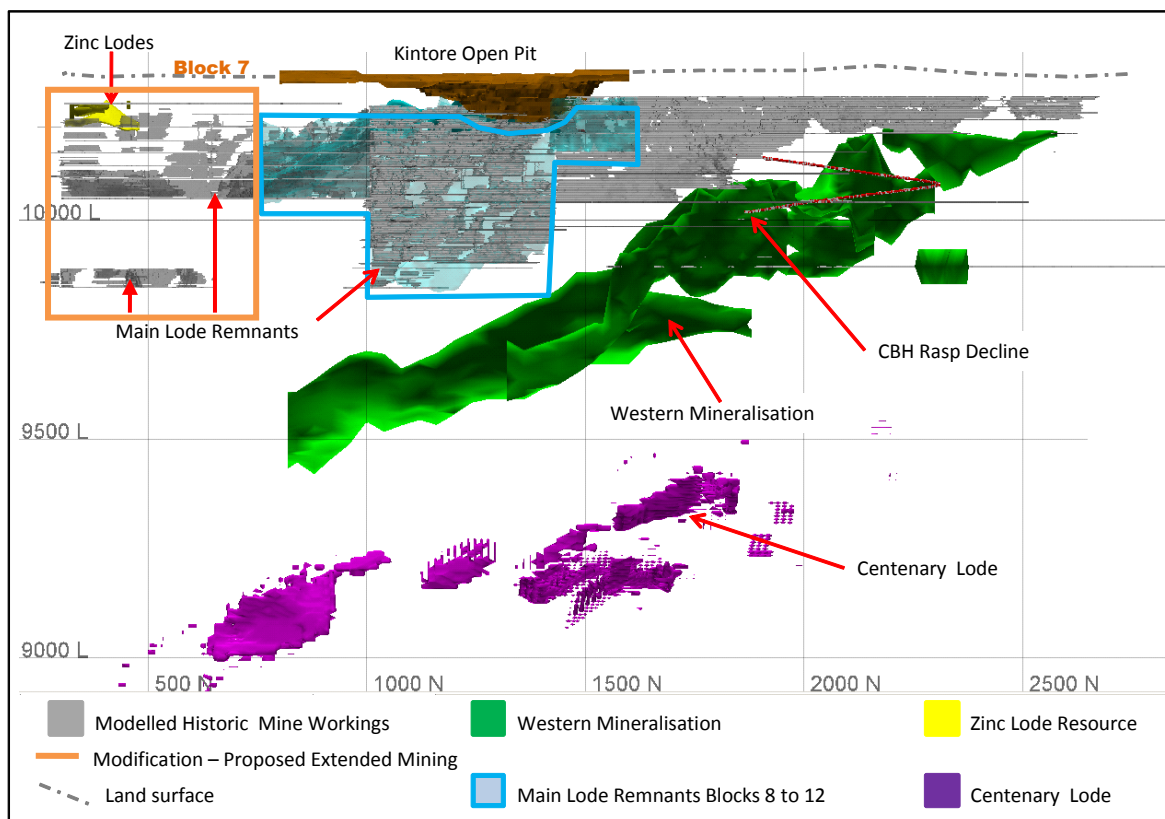 Zinc Lodes
Block 7
Kintore Open Pit
10000 L
Main Lode Remnants
CBH Rasp Decline
Western Mineralisation
9500 L
Centenary Lode
9000 L
500 N
1000 N
1500 N
2000 N
2500 N
Modelled Historic Mine Workings
Western Mineralisation
Zinc Lode Resource
Modification – Proposed Extended Mining
Land surface
Main Lode Remnants Blocks 8 to 12
Centenary Lode